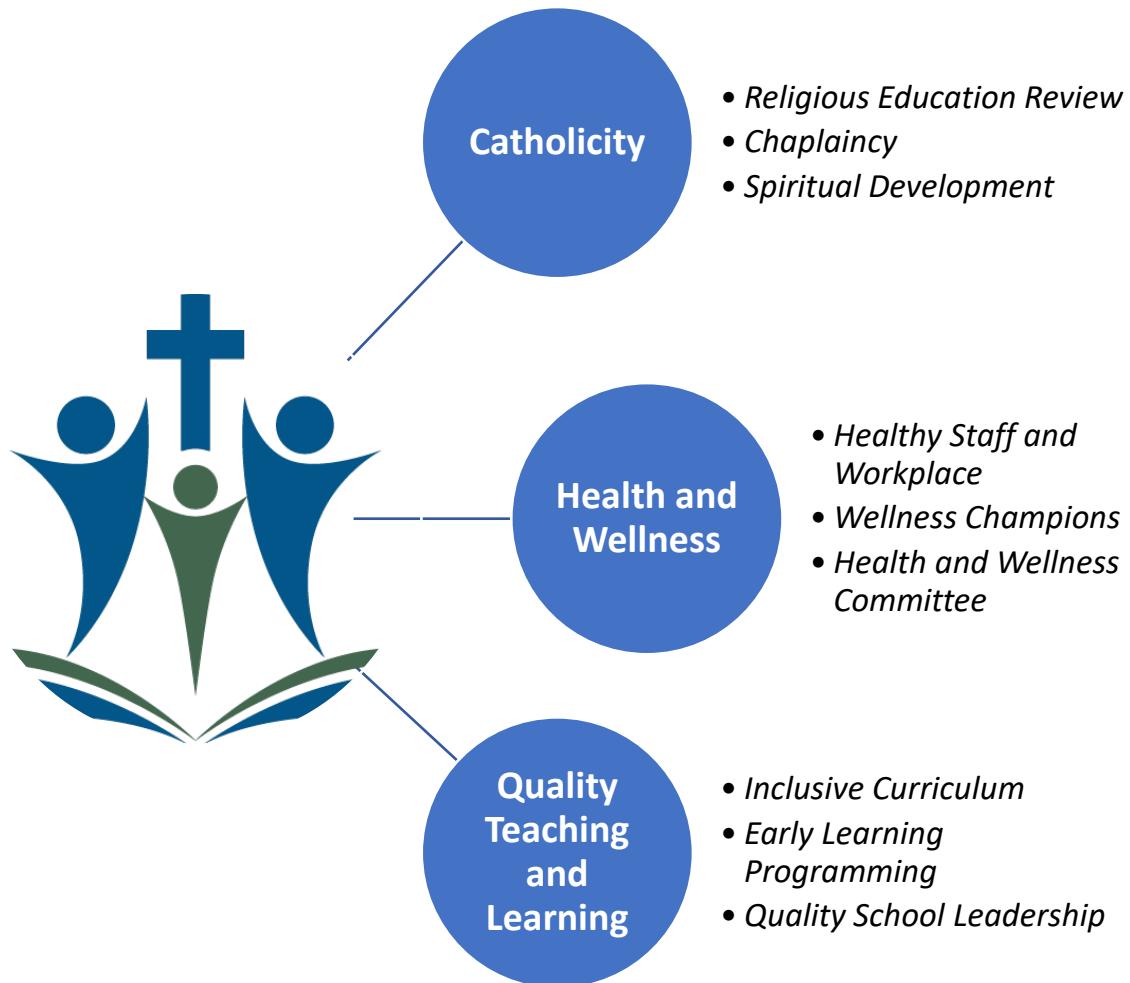 Catholicity
• Religious Education Review
• Chaplaincy
• Spiritual Development
Health and
Wellness
• Healthy Staff and
Workplace
• Wellness Champions
• Health and Wellness
Committee
Quality
Teaching
and
Learning
• Inclusive Curriculum
• Early Learning
Programming
• Quality School Leadership